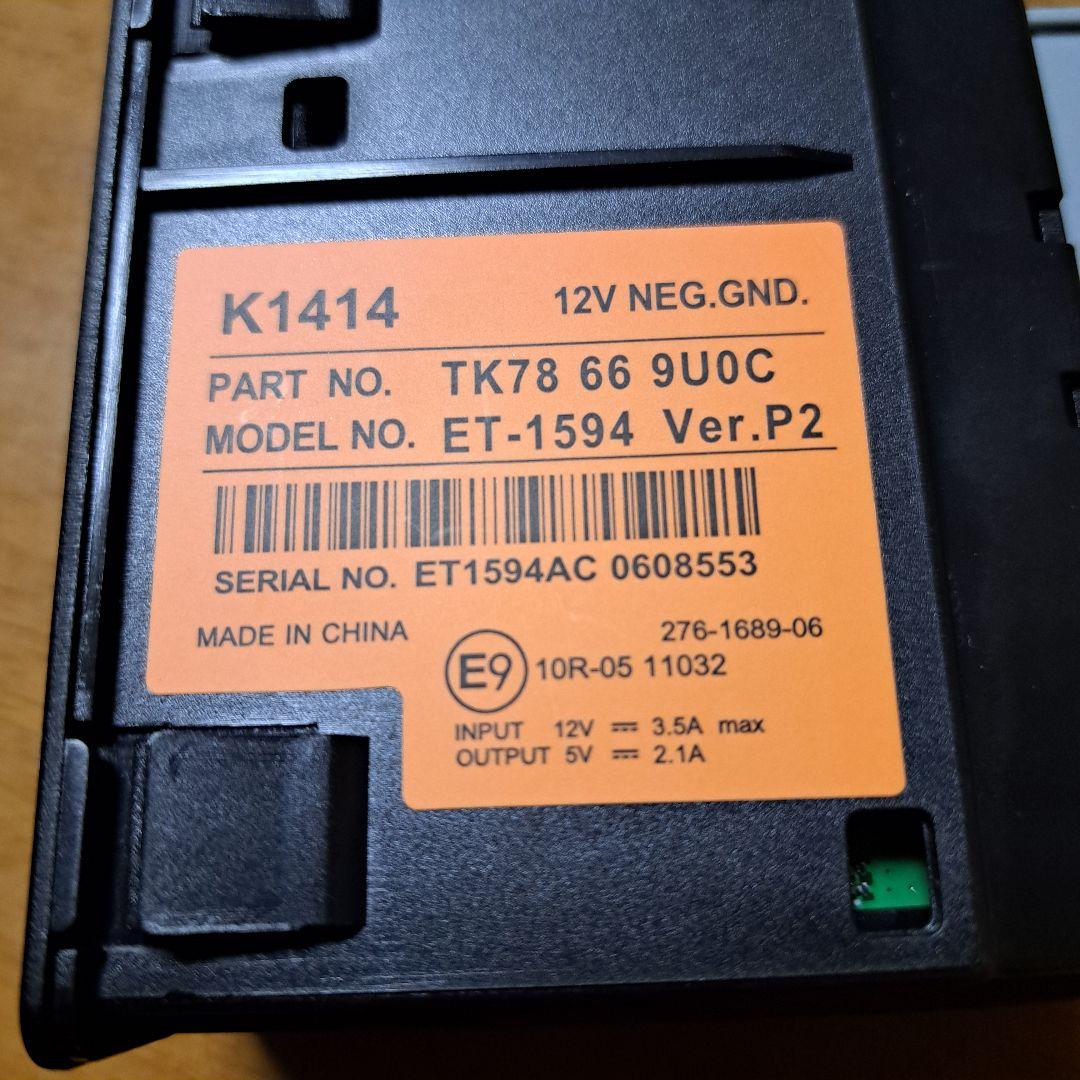 K1414 12V NEG.GND.
PART NO. TK78 66 9U0C
MODEL NO. ET-1594 Ver.P2
SERIAL NO. ET1594AC 0608553
MADE IN CHINA 276-1689-06
E9 10R-05 11032
INPUT 12V ⎓ 3.5A max
OUTPUT 5V ⎓ 2.1A